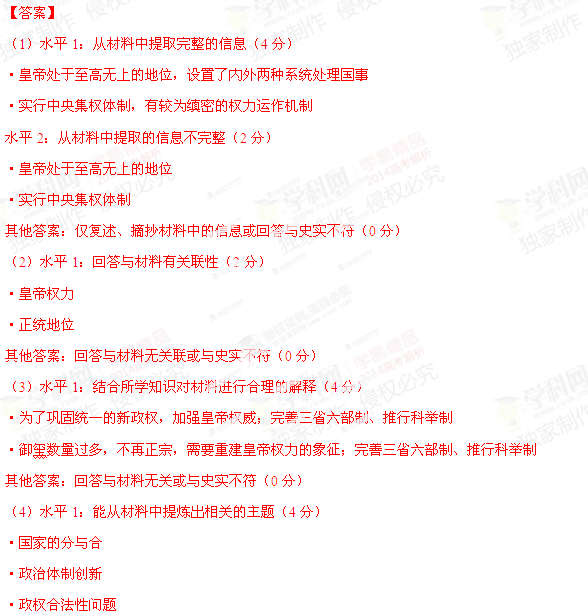 【答案】
（1）水平1：从材料中提取完整的信息（4分）
·皇帝处于至高无上的地位，设置了内外两种系统处理国事
·实行中央集权体制，有较为缜密的权力运作机制
水平2：从材料中提取的信息不完整（2分）
·皇帝处于至高无上的地位
·实行中央集权体制
其他答案：仅复述、摘抄材料中的信息或回答与史实不符（0分）
（2）水平1：回答与材料有关联性（2分）
·皇帝权力
·正统地位
其他答案：回答与材料无关联或与史实不符（0分）
（3）水平1：结合所学知识对材料进行合理的解释（4分）
·为了巩固统一的新政权，加强皇帝权威；完善三省六部制、推行科举制
·御玺数量过多，不再正宗，需要重建皇帝权力的象征；完善三省六部制、推行科举制
其他答案：回答与材料无关或与史实不符（0分）
（4）水平1：能从材料中提炼出相关的主题（4分）
·国家的分与合
·政治体制创新
·政权合法性问题